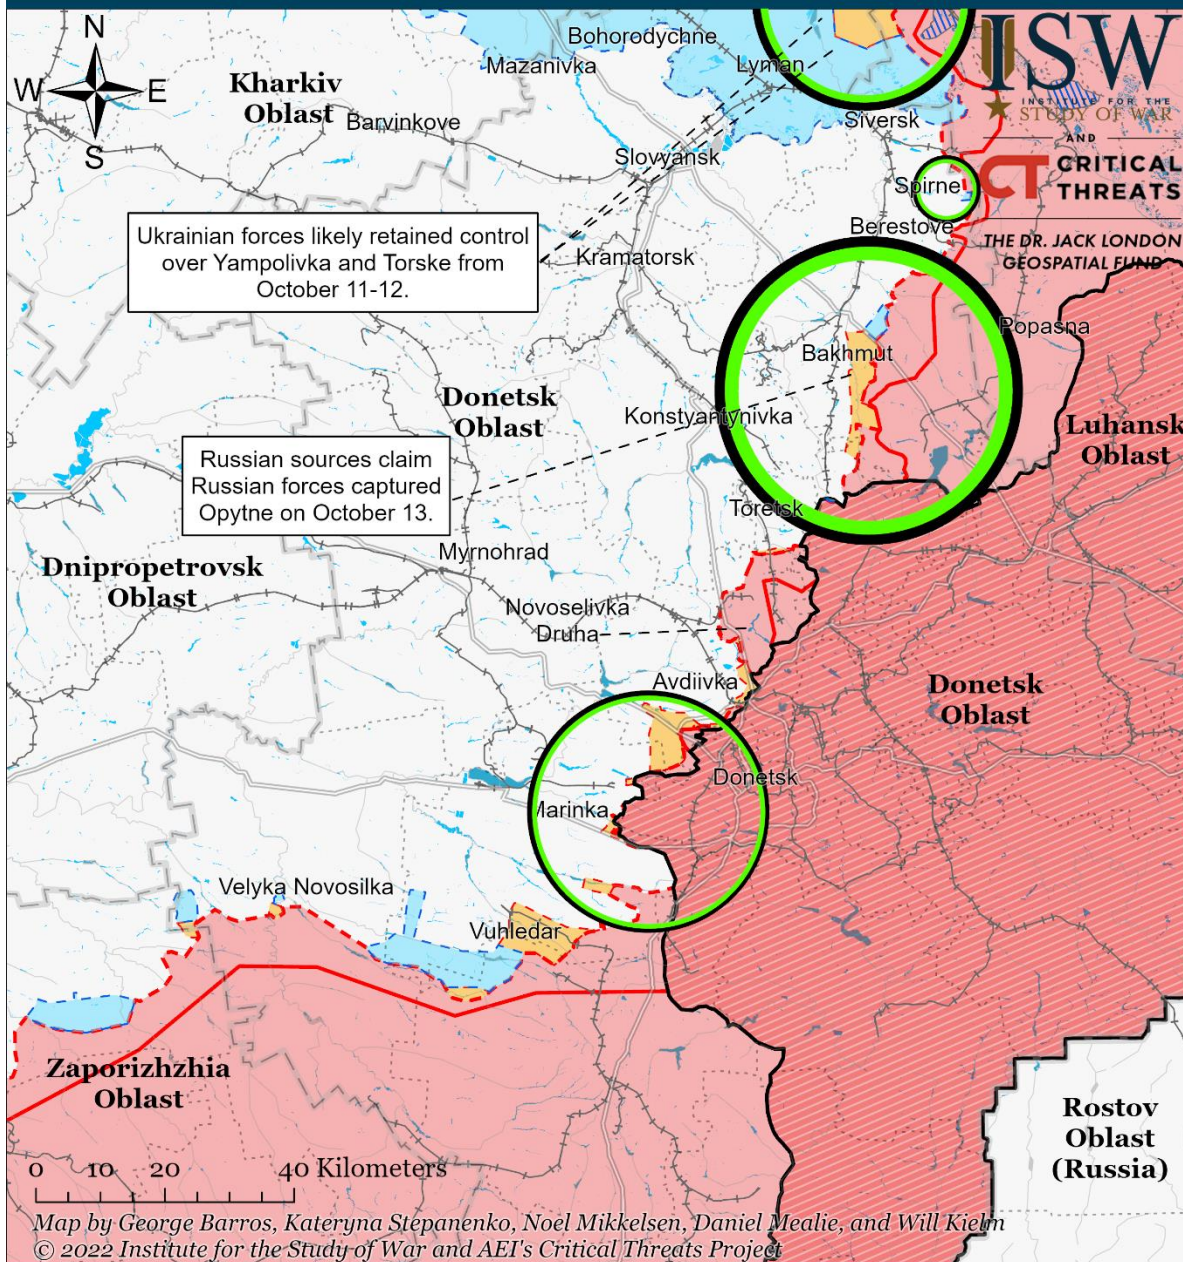 N
W
E
S
ISW
INSTITUTE FOR THE
STUDY OF WAR
AND
CT CRITICAL
THREATS
THE DR. JACK LONDON
GEOSPATIAL FUND
Bohorodychne
Mazanivka
Lyman
Kharkiv
Oblast
Barvinkove
Siversk
Slovyansk
Spirne
Berestove
Ukrainian forces likely retained control
over Yampolivka and Torske from
October 11-12.
Kramatorsk
Popasna
Bakhmut
Donetsk
Oblast
Konstyantynivka
Luhansk
Oblast
Russian sources claim
Russian forces captured
Opytne on October 13.
Toretsk
Myrnohrad
Dnipropetrovsk
Oblast
Novoselivka
Druha
Avdiivka
Donetsk
Oblast
Donetsk
Marinka
Velyka Novosilka
Vuhledar
Zaporizhzhia
Oblast
Rostov
Oblast
(Russia)
0 10 20 40 Kilometers
Map by George Barros, Kateryna Stepanenko, Noel Mikkelsen, Daniel Mealie, and Will Kielm
© 2022 Institute for the Study of War and AEI's Critical Threats Project